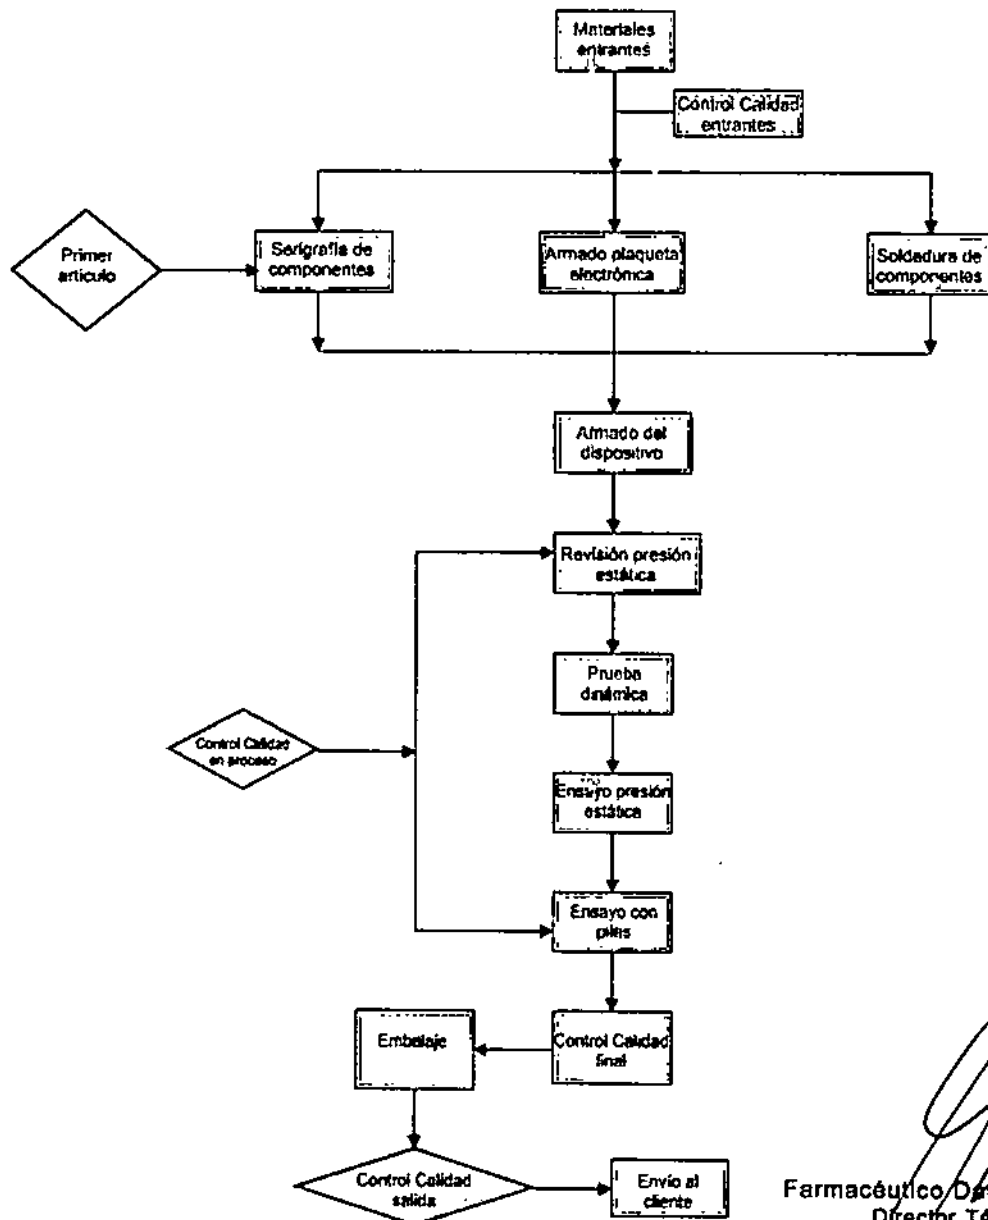 Materiales
entrantes
Control Calidad
entrantes
Primer
artículo
Serigrafía de
componentes
Armado plaqueta
electrónica
Soldadura de
componentes
Armado del
dispositivo
Revisión presión
estática
Prueba
dinámica
Control Calidad
en proceso
Ensayo presión
estática
Ensayo con
pilas
Embalaje
Control Calidad
final
Control Calidad
salida
Envío al
cliente
Farmacéutico
Director